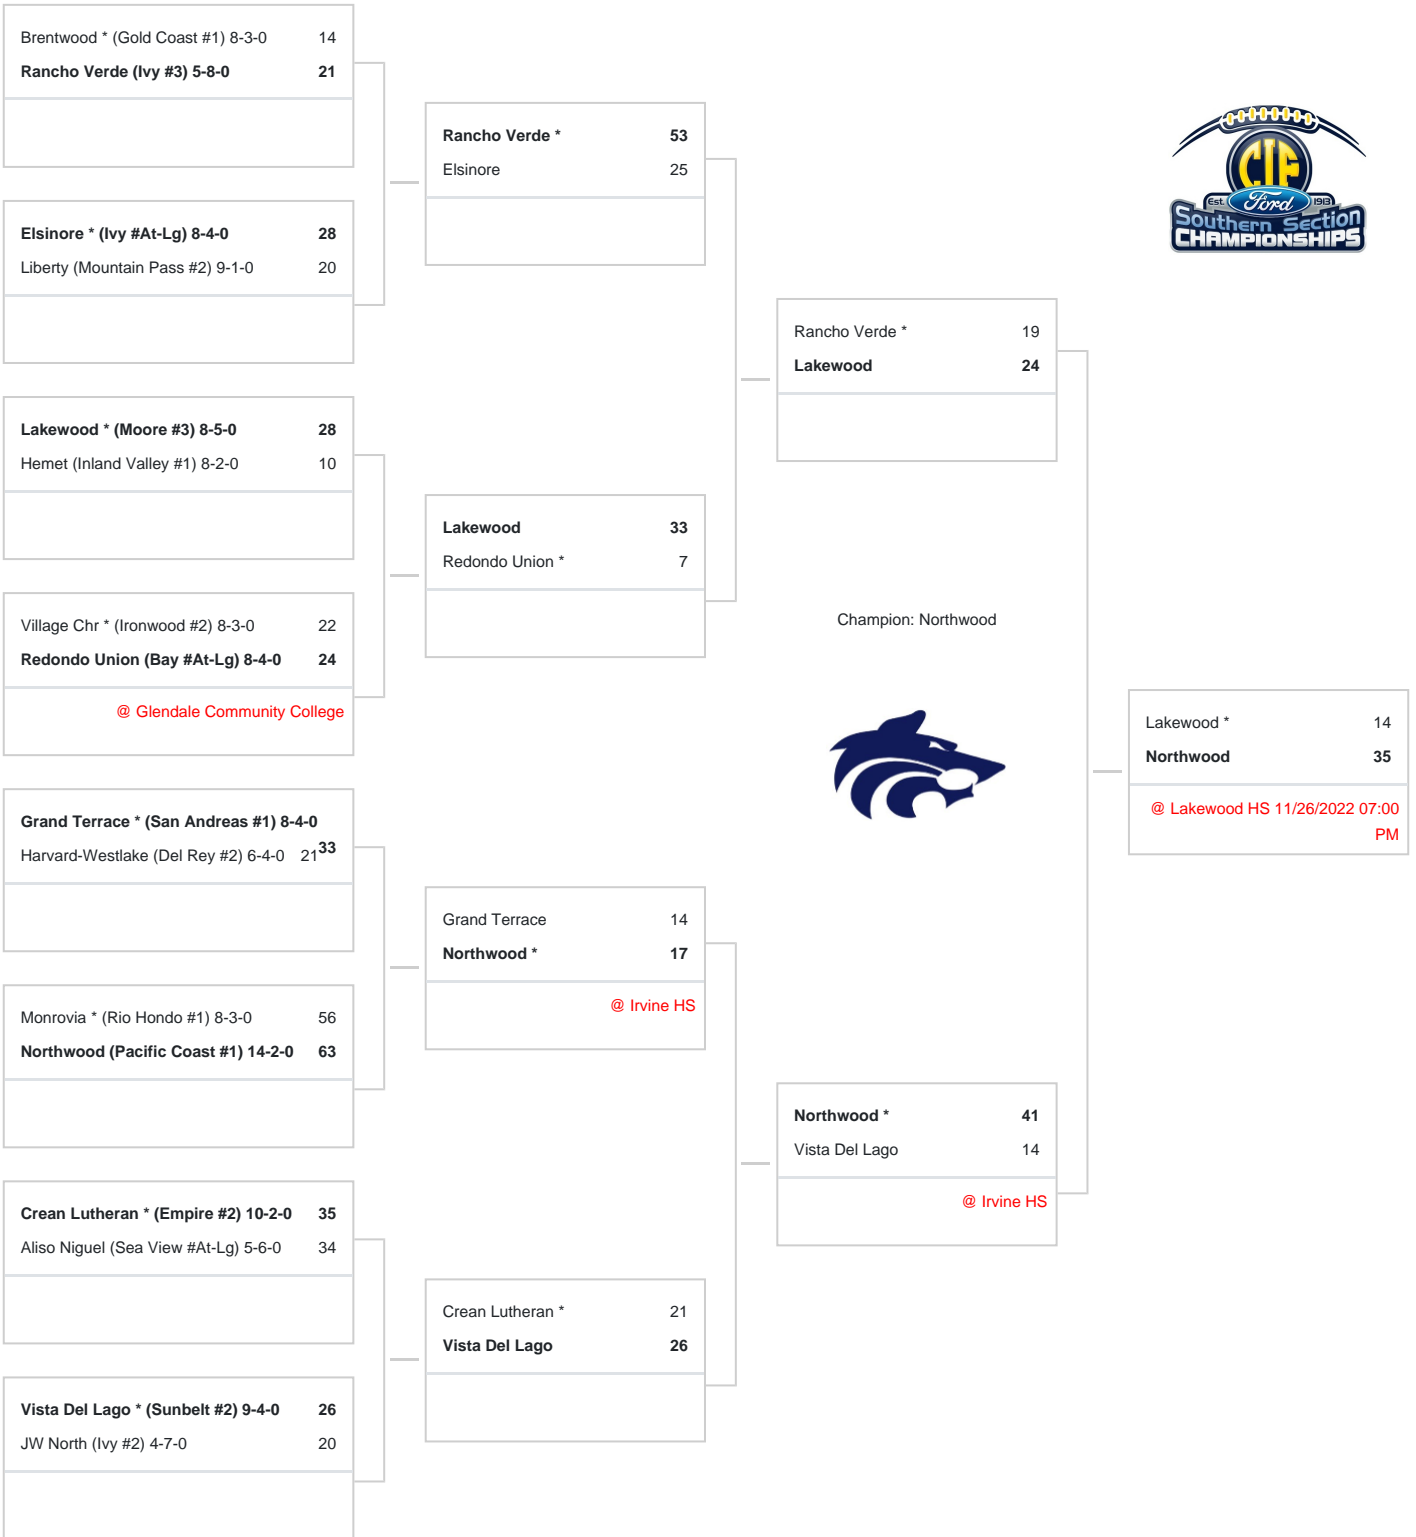 Brentwood * (Gold Coast #1) 8-3-0 14
Rancho Verde (Ivy #3) 5-8-0 21
Elsinore * (Ivy #At-Lg) 8-4-0 28
Liberty (Mountain Pass #2) 9-1-0 20
Lakewood * (Moore #3) 8-5-0 28
Hemet (Inland Valley #1) 8-2-0 10
Village Chr * (Ironwood #2) 8-3-0 22
Redondo Union (Bay #At-Lg) 8-4-0 24
@ Glendale Community College
Grand Terrace * (San Andreas #1) 8-4-0 33
Harvard-Westlake (Del Rey #2) 6-4-0 21
Monrovia * (Rio Hondo #1) 8-3-0 56
Northwood (Pacific Coast #1) 14-2-0 63
Crean Lutheran * (Empire #2) 10-2-0 35
Aliso Niguel (Sea View #At-Lg) 5-6-0 34
Vista Del Lago * (Sunbelt #2) 9-4-0 26
JW North (Ivy #2) 4-7-0 20
Rancho Verde * 53
Elsinore 25
Lakewood 33
Redondo Union * 7
Grand Terrace 14
Northwood * 17
@ Irvine HS
Crean Lutheran * 21
Vista Del Lago 26
Rancho Verde * 19
Lakewood 24
Northwood * 41
Vista Del Lago 14
@ Irvine HS
Champion: Northwood
CIF
Est. Ford 1913
Southern Section
CHAMPIONSHIPS
Lakewood * 14
Northwood 35
@ Lakewood HS 11/26/2022 07:00
PM